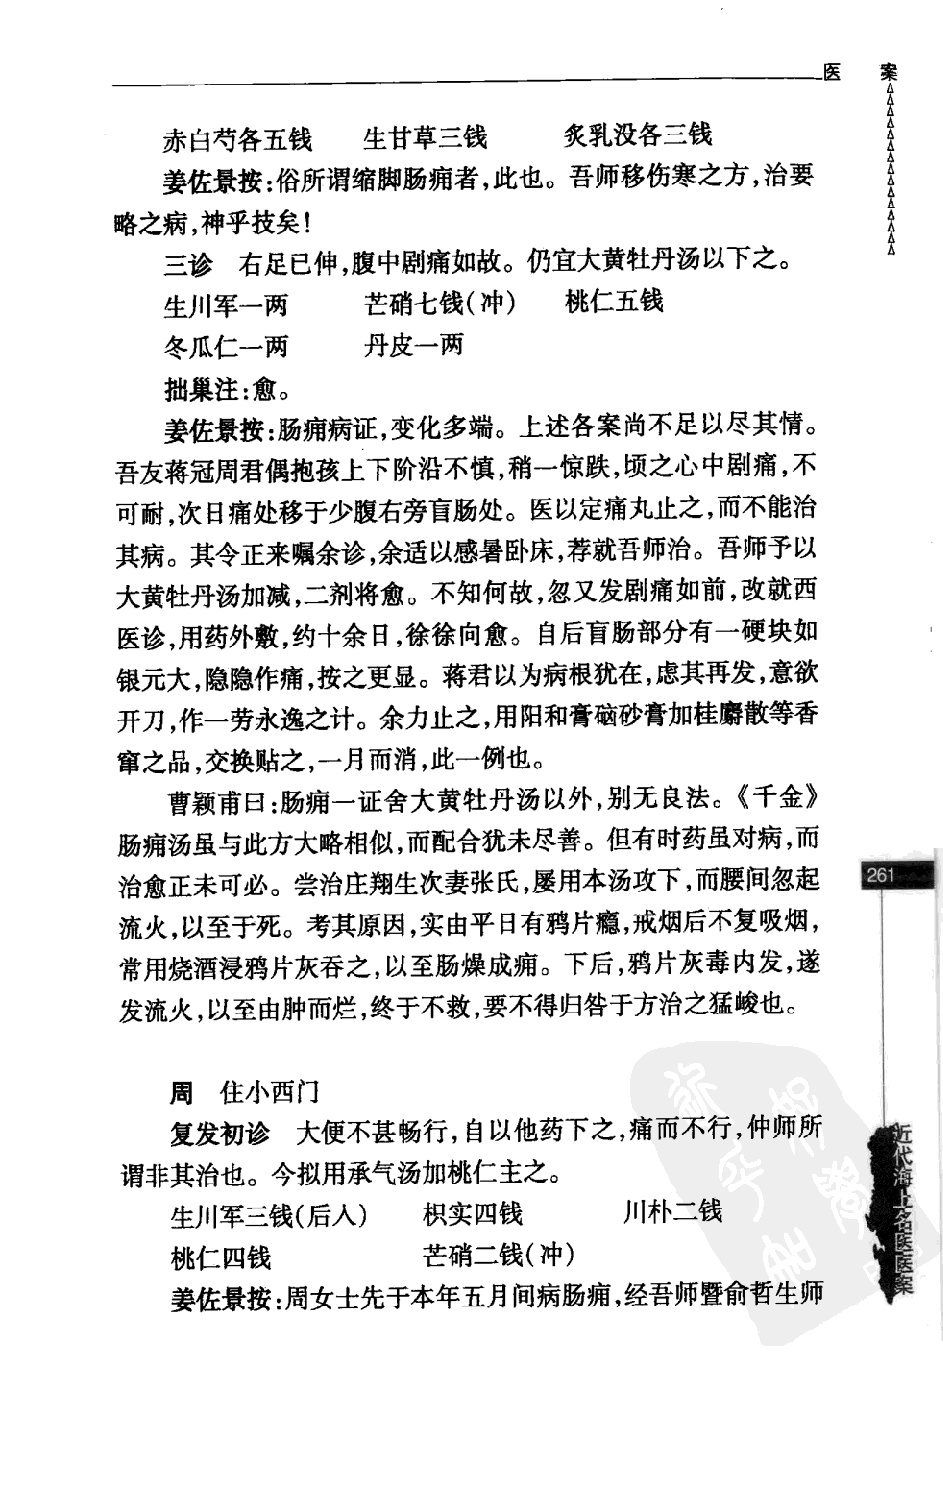 医　案
赤白芍各五钱　生甘草三钱　炙乳没各三钱
姜佐景按:俗所谓缩脚肠痈者,此也。吾师移伤寒之方,治要
略之病,神乎技矣!
三诊　右足已伸,腹中剧痛如故。仍宜大黄牡丹汤以下之。
生川军一两　芒硝七钱(冲)　桃仁五钱
冬瓜仁一两　丹皮一两
拙巢注:愈。
姜佐景按:肠痈病证,变化多端。上述各案尚不足以尽其情。
吾友蒋冠周君偶抱孩上下阶沿不慎,稍一惊跌,顷之心中剧痛,不
可耐,次日痛处移于少腹右旁盲肠处。医以定痛丸止之,而不能治
其病。其令正来嘱余诊,余适以感暑卧床,荐就吾师治。吾师予以
大黄牡丹汤加减,二剂将愈。不知何故,忽又发剧痛如前,改就西
医诊,用药外敷,约十余日,徐徐向愈。自后盲肠部分有一硬块如
银元大,隐隐作痛,按之更显。蒋君以为病根犹在,虑其再发,意欲
开刀,作一劳永逸之计。余力止之,用阳和膏硇砂膏加桂麝散等香
窜之品,交换贴之,一月而消,此一例也。
曹颖甫曰:肠痈一证舍大黄牡丹汤以外,别无良法。《千金》
肠痈汤虽与此方大略相似,而配合犹未尽善。但有时药虽对病,而
治愈正未可必。尝治庄翔生次妻张氏,屡用本汤攻下,而腰间忽起
流火,以至于死。考其原因,实由平日有鸦片瘾,戒烟后不复吸烟,
常用烧酒浸鸦片灰吞之,以至肠燥成痈。下后,鸦片灰毒内发,遂
发流火,以至由肿而烂,终于不救,要不得归咎于方治之猛峻也。
261
周　住小西门
复发初诊　大便不甚畅行,自以他药下之,痛而不行,仲师所
谓非其治也。今拟用承气汤加桃仁主之。
生川军三钱(后入)　枳实四钱　川朴二钱
桃仁四钱　芒硝二钱(冲)
姜佐景按:周女士先于本年五月间病肠痈,经吾师暨俞哲生师
近代海上名医医案